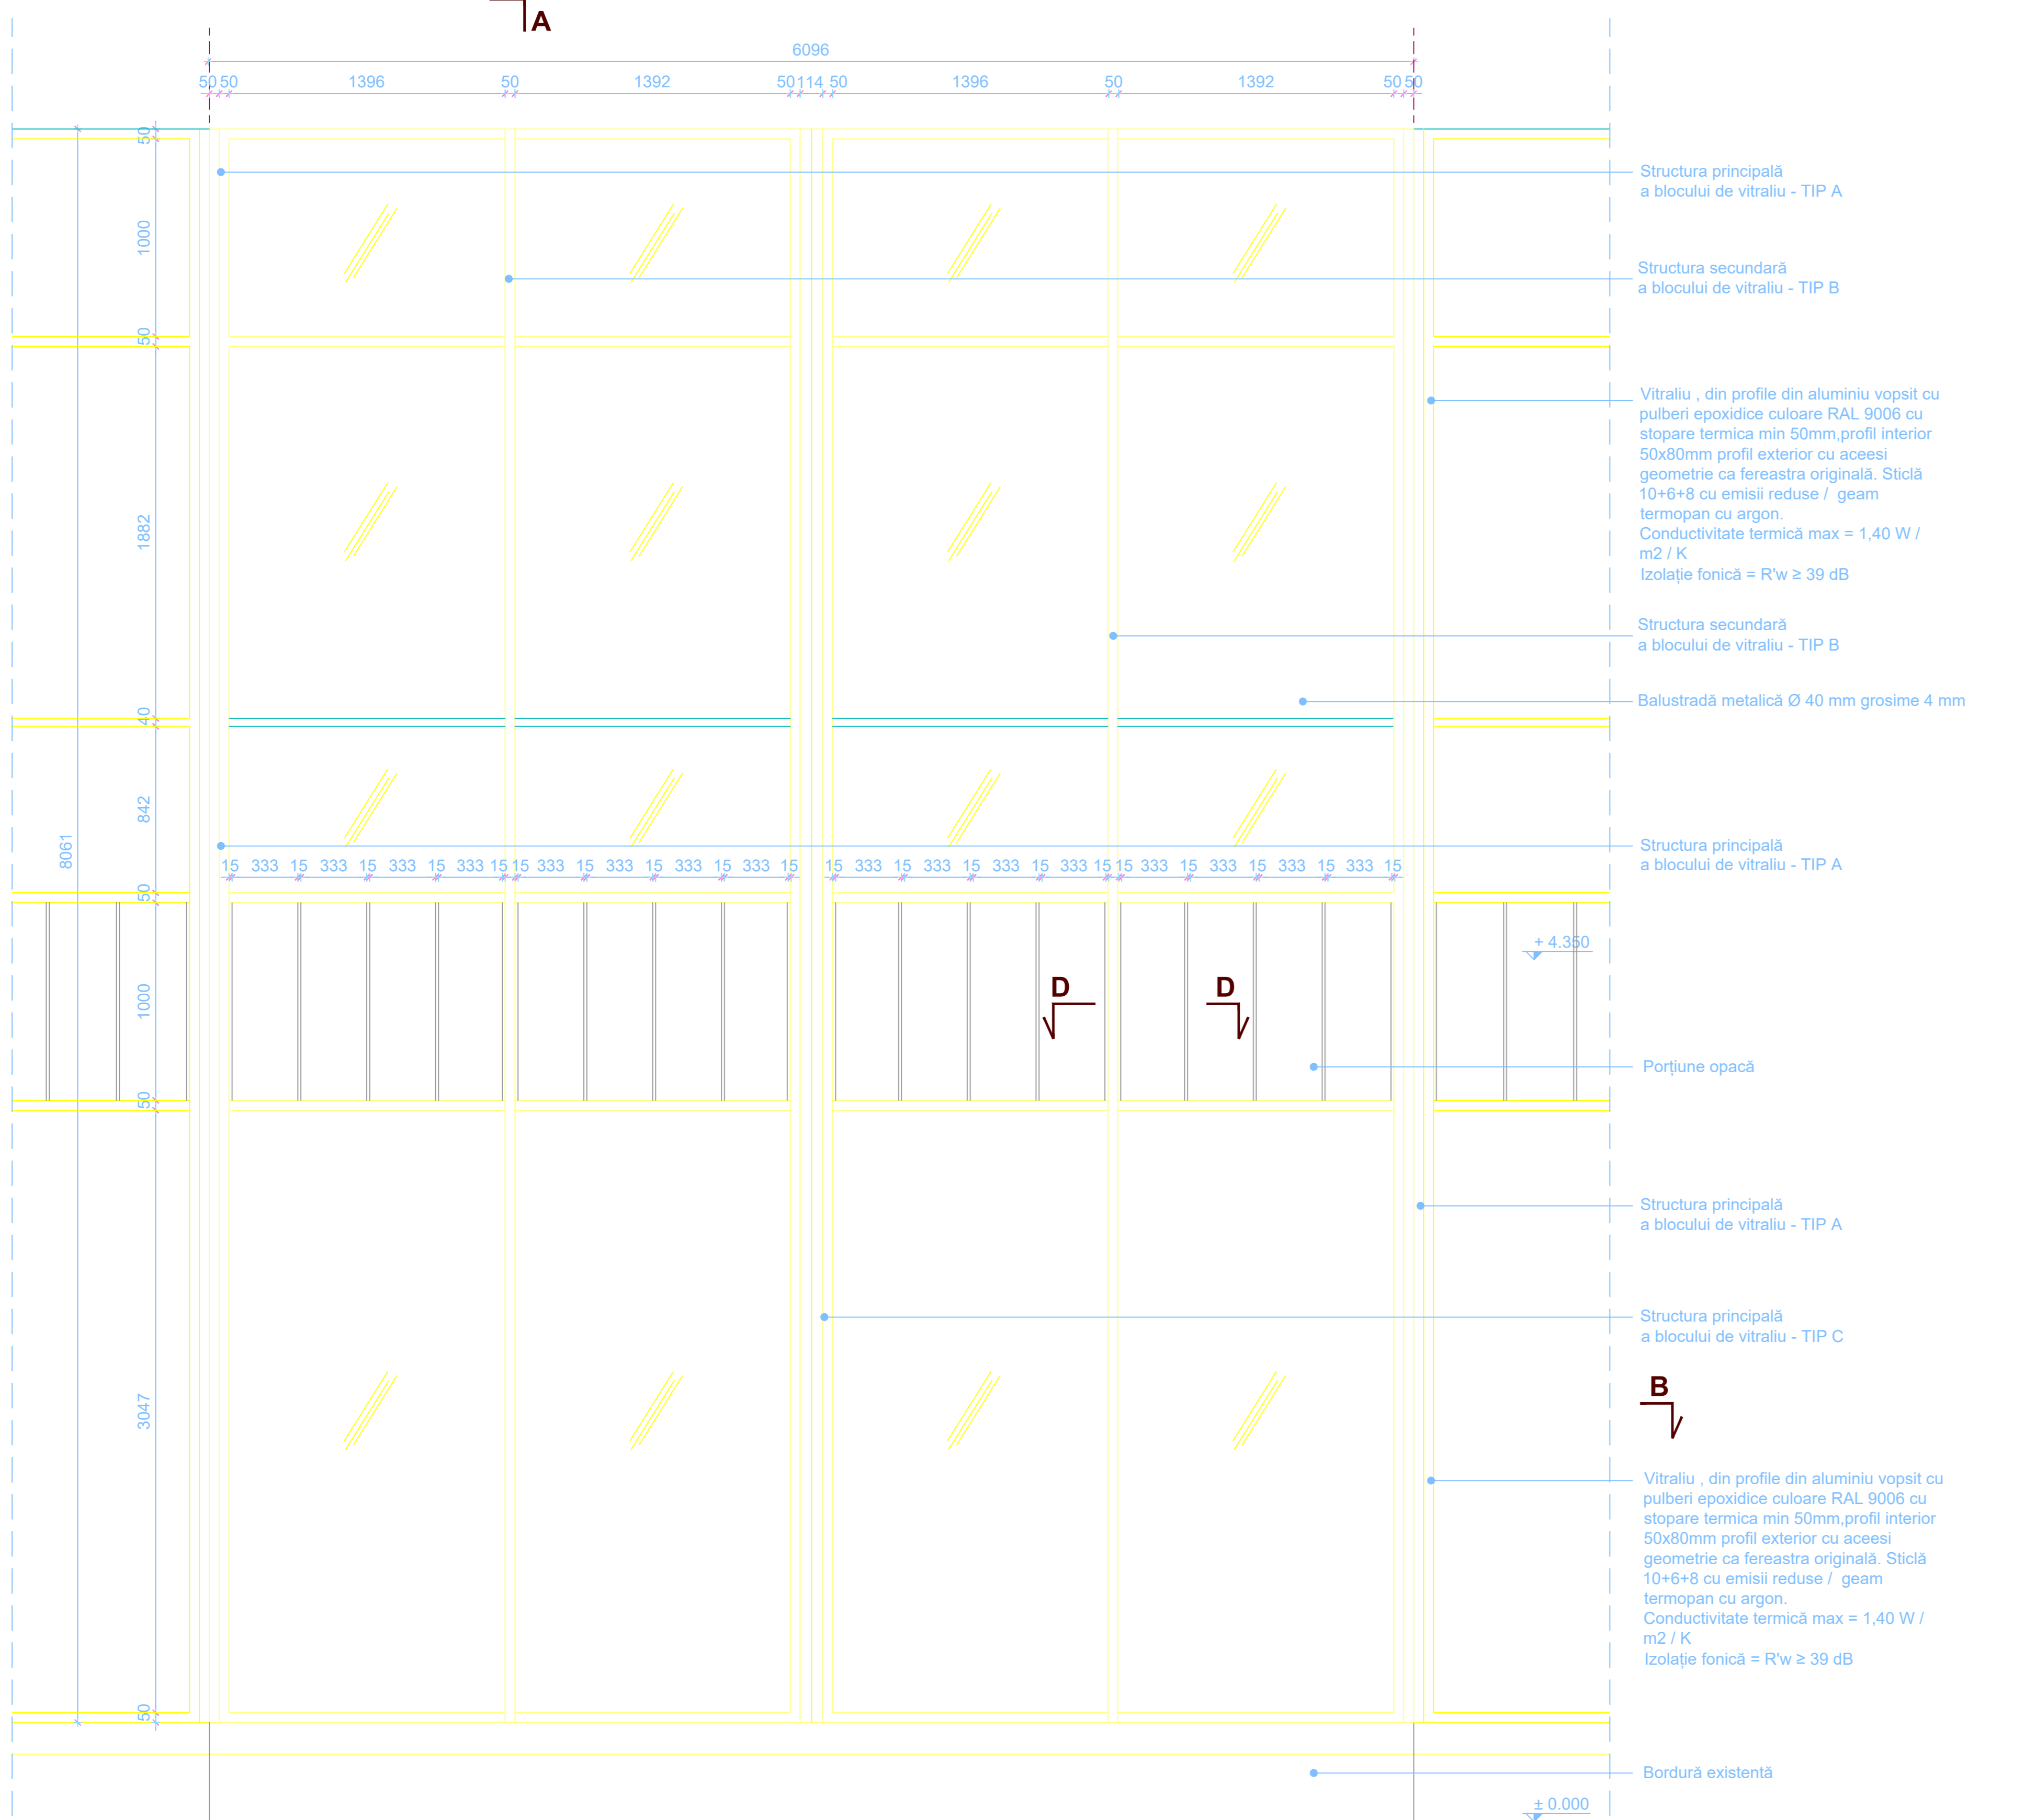 A
6096
50 50 1396 50 1392 50 114 50 1396 50 1392 50 50
50
1000
50
1882
40
842
8061
50
1000
50
3047
50
Structura principală
a blocului de vitraliu - TIP A
Structura secundară
a blocului de vitraliu - TIP B
Vitraliu , din profile din aluminiu vopsit cu
pulberi epoxidice culoare RAL 9006 cu
stopare termica min 50mm,profil interior
50x80mm profil exterior cu aceesi
geometrie ca fereastra originală. Sticlă
10+6+8 cu emisii reduse / geam
termopan cu argon.
Conductivitate termică max = 1,40 W /
m2 / K
Izolație fonică = R'w ≥ 39 dB
Structura secundară
a blocului de vitraliu - TIP B
Balustradă metalică Ø 40 mm grosime 4 mm
Structura principală
a blocului de vitraliu - TIP A
15 333 15 333 15 333 15 333 15 15 333 15 333 15 333 15 333 15 15 333 15 333 15 333 15 333 15 15 333 15 333 15 333 15 333 15
+ 4.350
D D
Porțiune opacă
Structura principală
a blocului de vitraliu - TIP A
Structura principală
a blocului de vitraliu - TIP C
B
Vitraliu , din profile din aluminiu vopsit cu
pulberi epoxidice culoare RAL 9006 cu
stopare termica min 50mm,profil interior
50x80mm profil exterior cu aceesi
geometrie ca fereastra originală. Sticlă
10+6+8 cu emisii reduse / geam
termopan cu argon.
Conductivitate termică max = 1,40 W /
m2 / K
Izolație fonică = R'w ≥ 39 dB
Bordură existentă
± 0.000